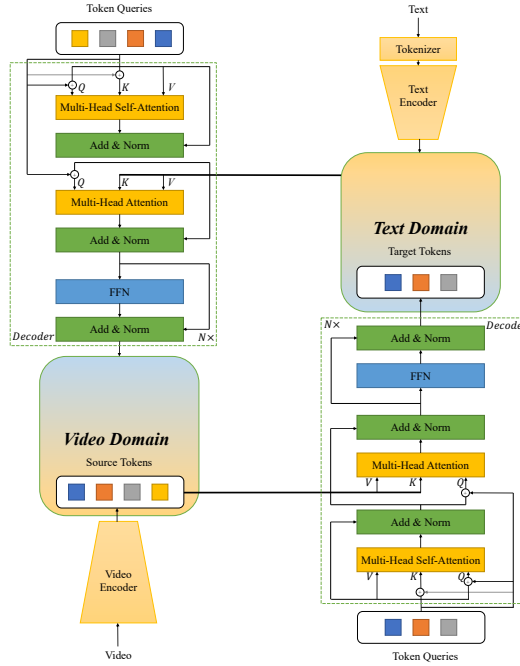 Token Queries
Q
K
V
Multi-Head Self-Attention
Add & Norm
Q
K
V
Multi-Head Attention
Add & Norm
FFN
Add & Norm
Decoder
N×
Video Domain
Source Tokens
Video
Encoder
Video
Text
Tokenizer
Text
Encoder
Text Domain
Target Tokens
N×
Decode
Add & Norm
FFN
Add & Norm
Multi-Head Attention
V
K
Q
Add & Norm
Multi-Head Self-Attention
V
K
Q
Token Queries